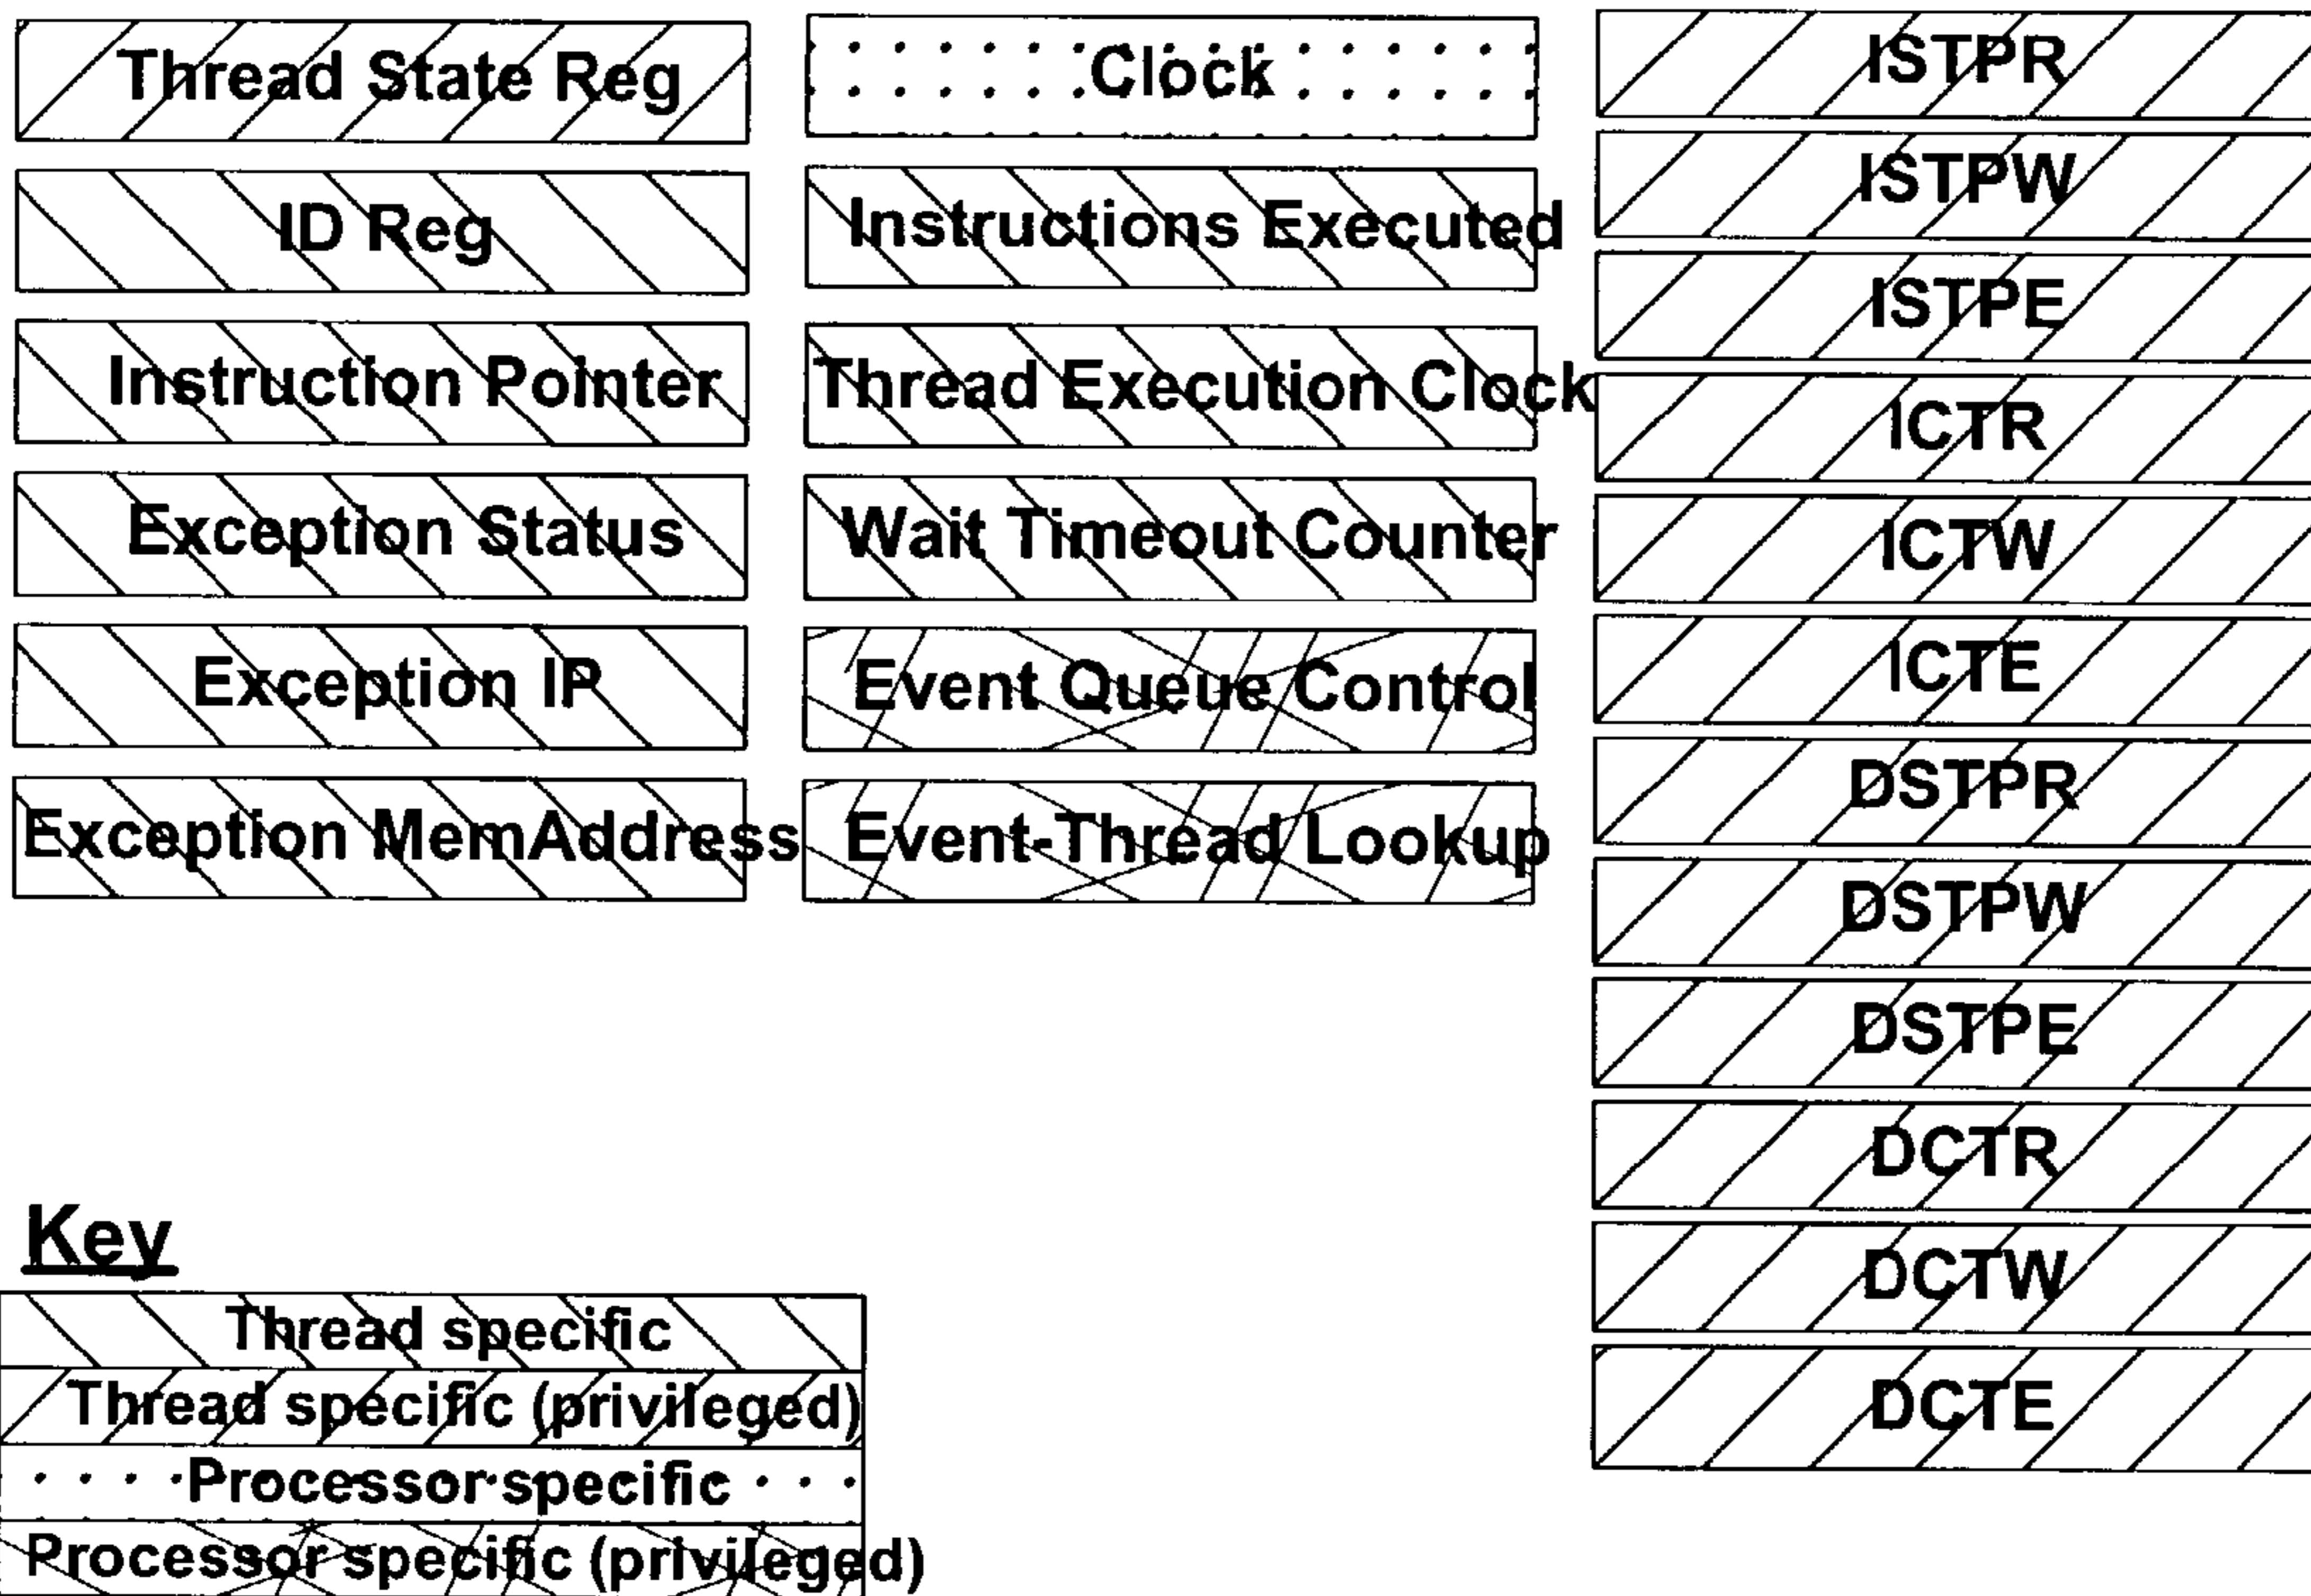 Thread State Reg
ID Reg
Instruction Pointer
Exception Status
Exception IP
Exception MemAddress
Clock
Instructions Executed
Thread Execution Clock
Wait Timeout Counter
Event Queue Control
Event-Thread Lookup
ISTPR
ISTPW
ISTPE
ICTR
ICTW
ICTE
DSTPR
DSTPW
DSTPE
DCTR
DCTW
DCTE
Key
Thread specific
Thread specific (privileged)
Processor specific
Processor specific (privileged)